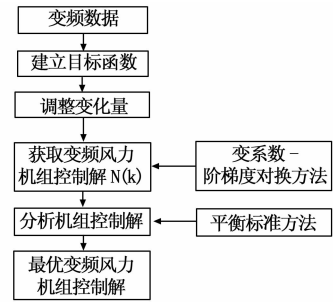 变频数据
建立目标函数
调整变化量
获取变频风力
机组控制解 N(k)
变系数－
阶梯度对换方法
分析机组控制解
平衡标准方法
最优变频风力
机组控制解